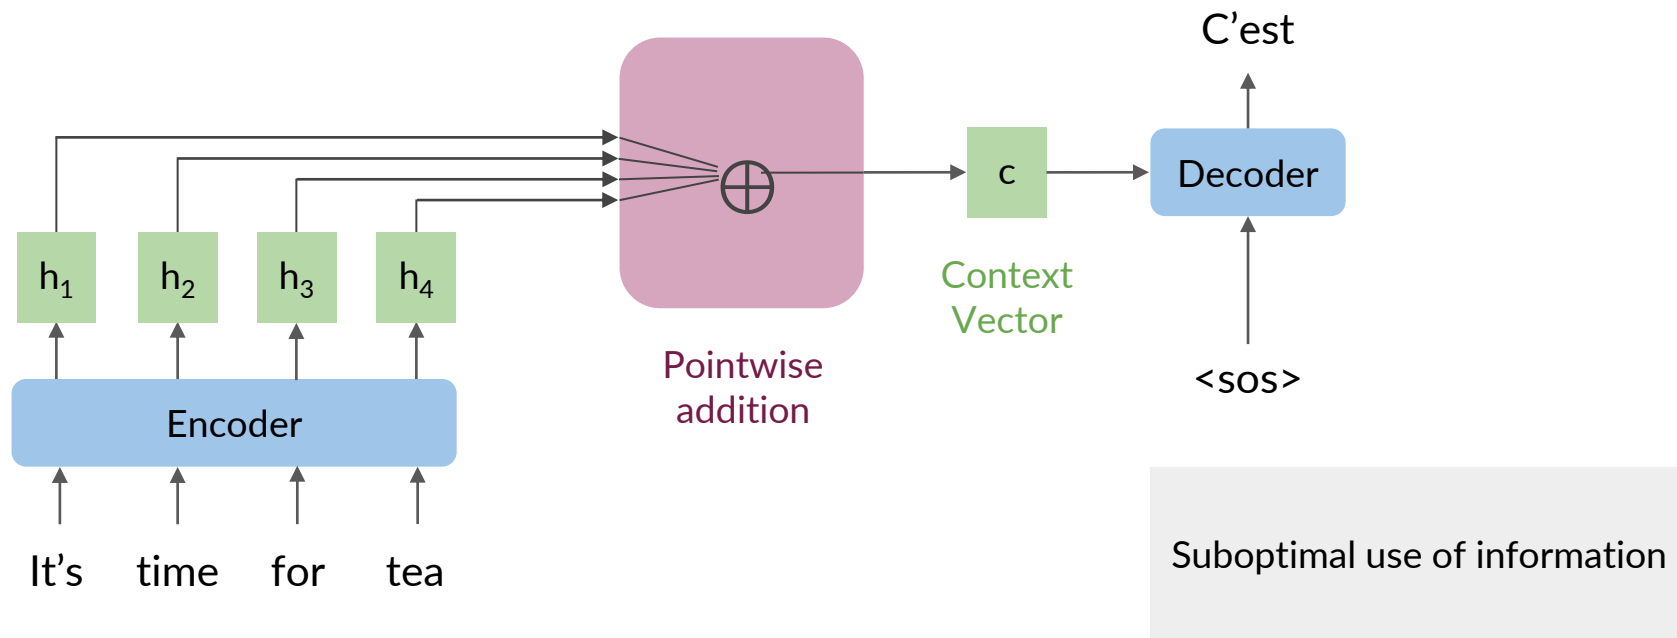 C’est
Decoder
c
h₁ h₂ h₃ h₄
Context
Vector
Pointwise
addition
<sos>
Encoder
It’s time for tea
Suboptimal use of information